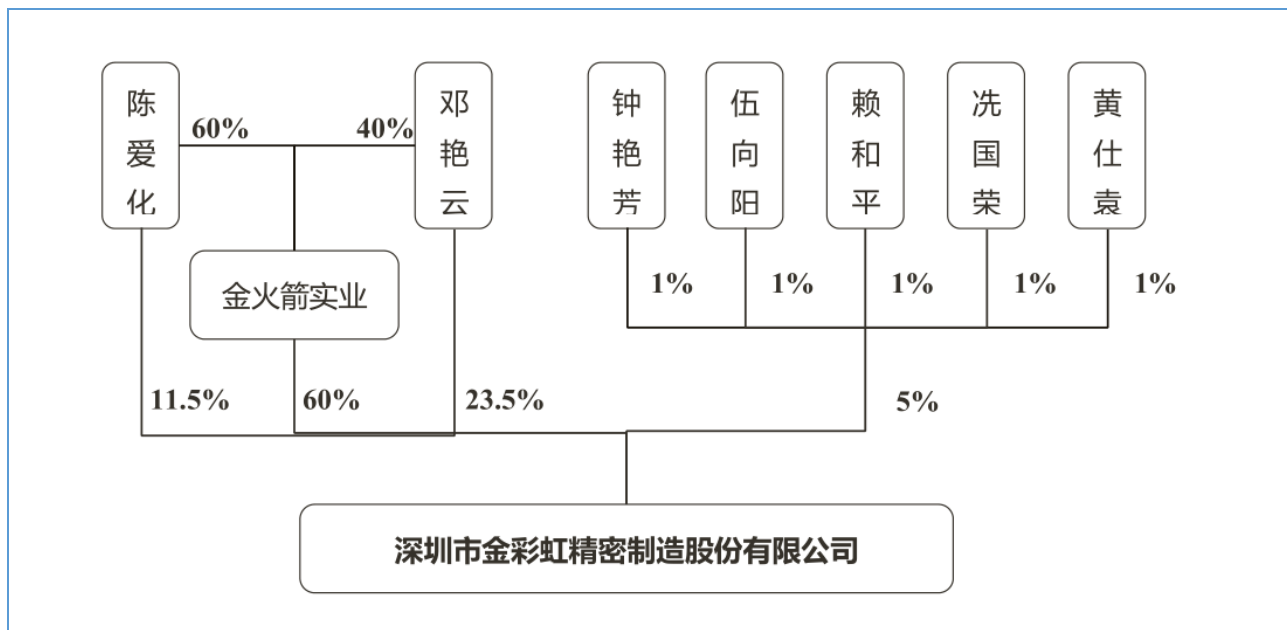 陈爱化
60%
40%
邓艳云
钟艳芳
伍向阳
赖和平
冼国荣
黄仕袁
金火箭实业
1%
1%
1%
1%
1%
11.5%
60%
23.5%
5%
深圳市金彩虹精密制造股份有限公司